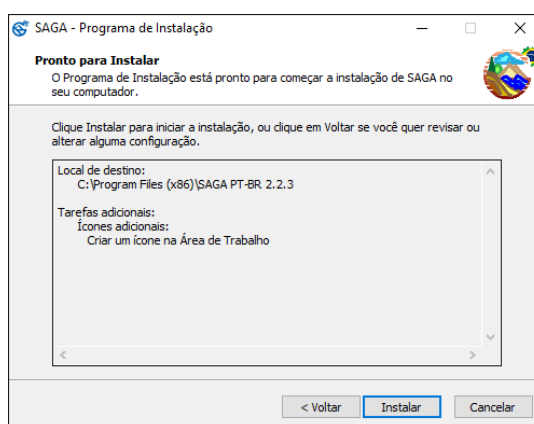 SAGA - Programa de Instalação
Pronto para Instalar
O Programa de Instalação está pronto para começar a instalação de SAGA no
seu computador.
Clique Instalar para iniciar a instalação, ou clique em Voltar se você quer revisar ou
alterar alguma configuração.
Local de destino:
C:\Program Files (x86)\SAGA PT-BR 2.2.3
Tarefas adicionais:
Ícones adicionais:
Criar um ícone na Área de Trabalho
< Voltar
Instalar
Cancelar